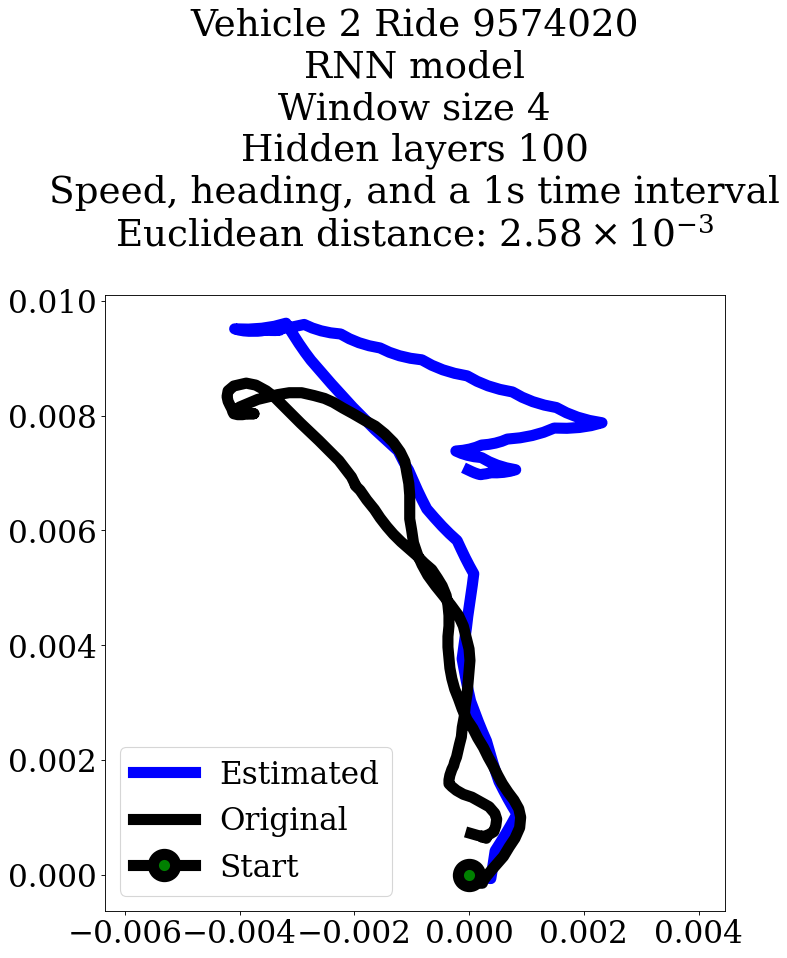 Vehicle 2 Ride 9574020
RNN model
Window size 4
Hidden layers 100
Speed, heading, and a 1s time interval
Euclidean distance: 2.58 × 10⁻³
0.010
0.008
0.006
0.004
0.002
0.000
Estimated
Original
Start
−0.006 −0.004 −0.002 0.000 0.002 0.004